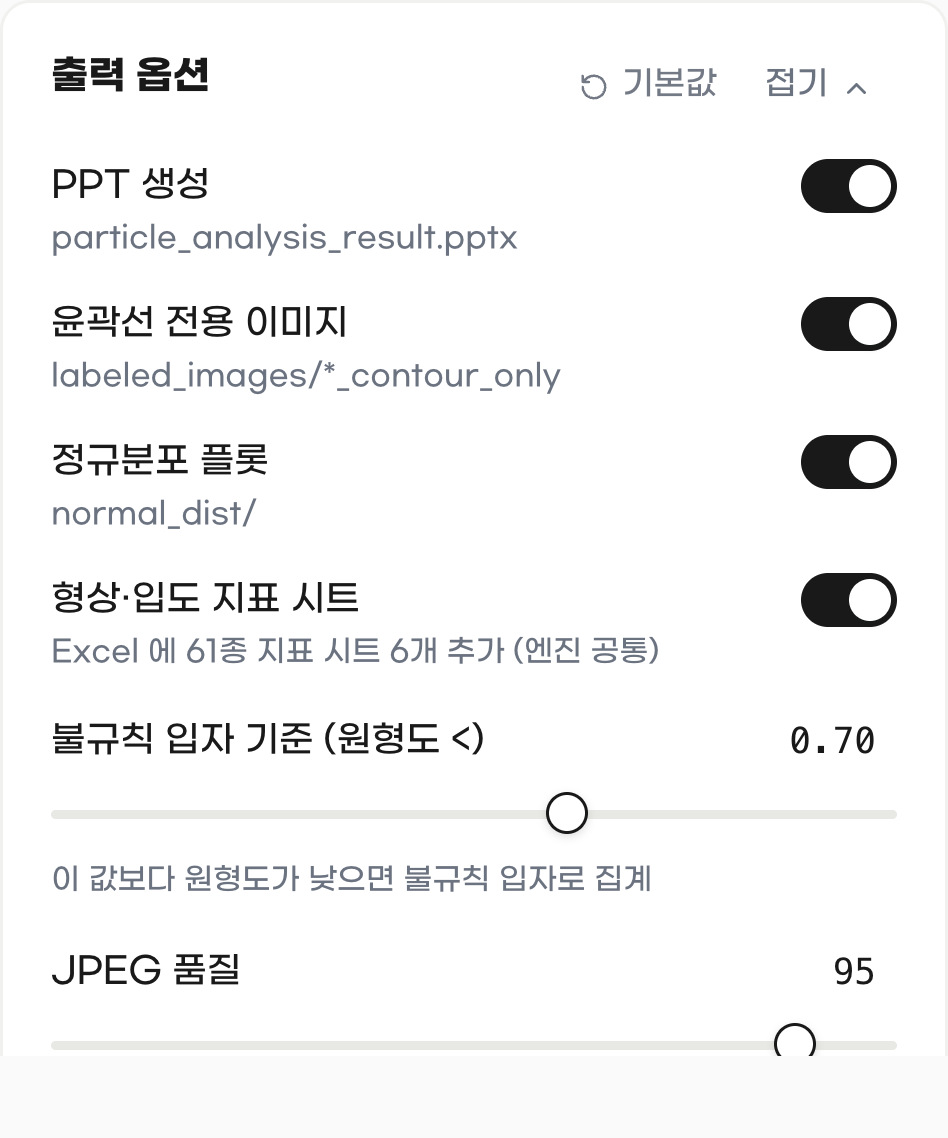 출력 옵션
기본값 접기
PPT 생성
particle_analysis_result.pptx
윤곽선 전용 이미지
labeled_images/*_contour_only
정규분포 플롯
normal_dist/
형상·입도 지표 시트
Excel 에 61종 지표 시트 6개 추가 (엔진 공통)
불규칙 입자 기준 (원형도 <) 0.70
이 값보다 원형도가 낮으면 불규칙 입자로 집계
JPEG 품질 95